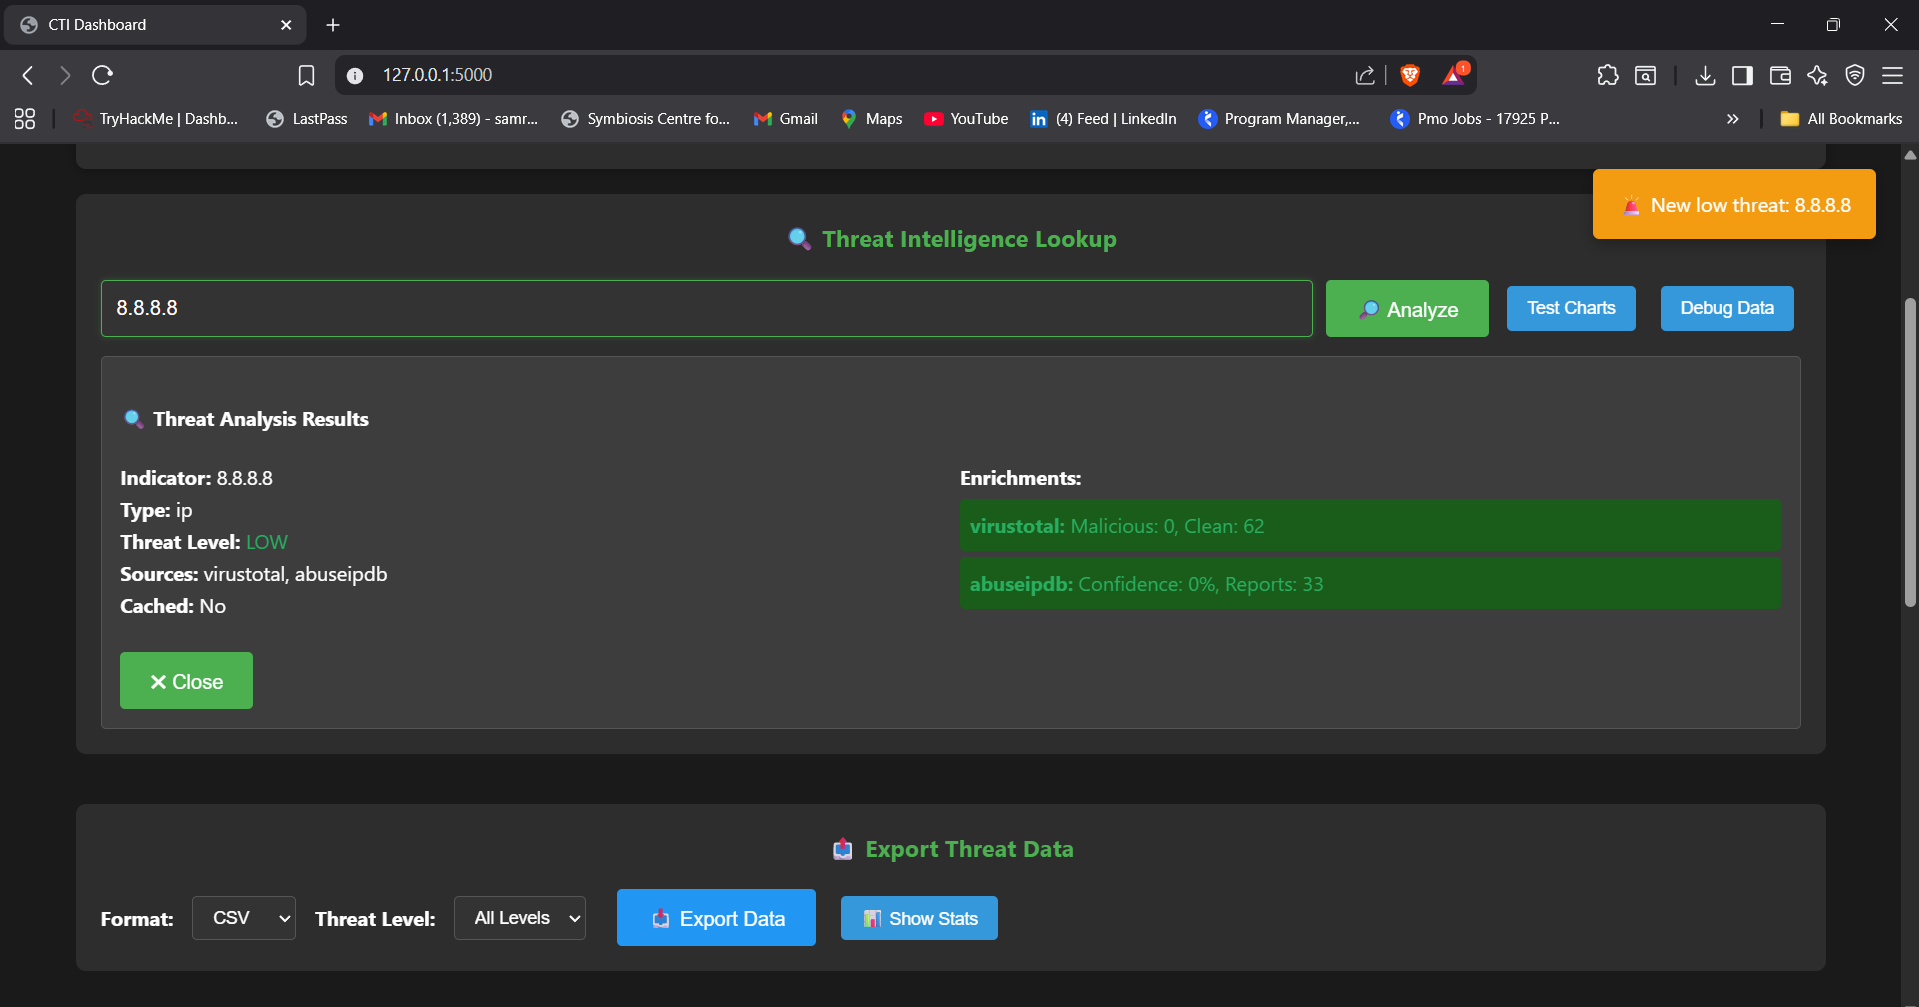 CTI Dashboard
127.0.0.1:5000
1
TryHackMe | Dashb...
LastPass
Inbox (1,389) - samr...
Symbiosis Centre fo...
Gmail
Maps
YouTube
(4) Feed | LinkedIn
Program Manager,...
Pmo Jobs - 17925 P...
All Bookmarks
New low threat: 8.8.8.8
Threat Intelligence Lookup
8.8.8.8
Analyze
Test Charts
Debug Data
Threat Analysis Results
Indicator: 8.8.8.8
Type: ip
Threat Level: LOW
Sources: virustotal, abuseipdb
Cached: No
Enrichments:
virustotal: Malicious: 0, Clean: 62
abuseipdb: Confidence: 0%, Reports: 33
✕ Close
Export Threat Data
Format: CSV
Threat Level: All Levels
Export Data
Show Stats